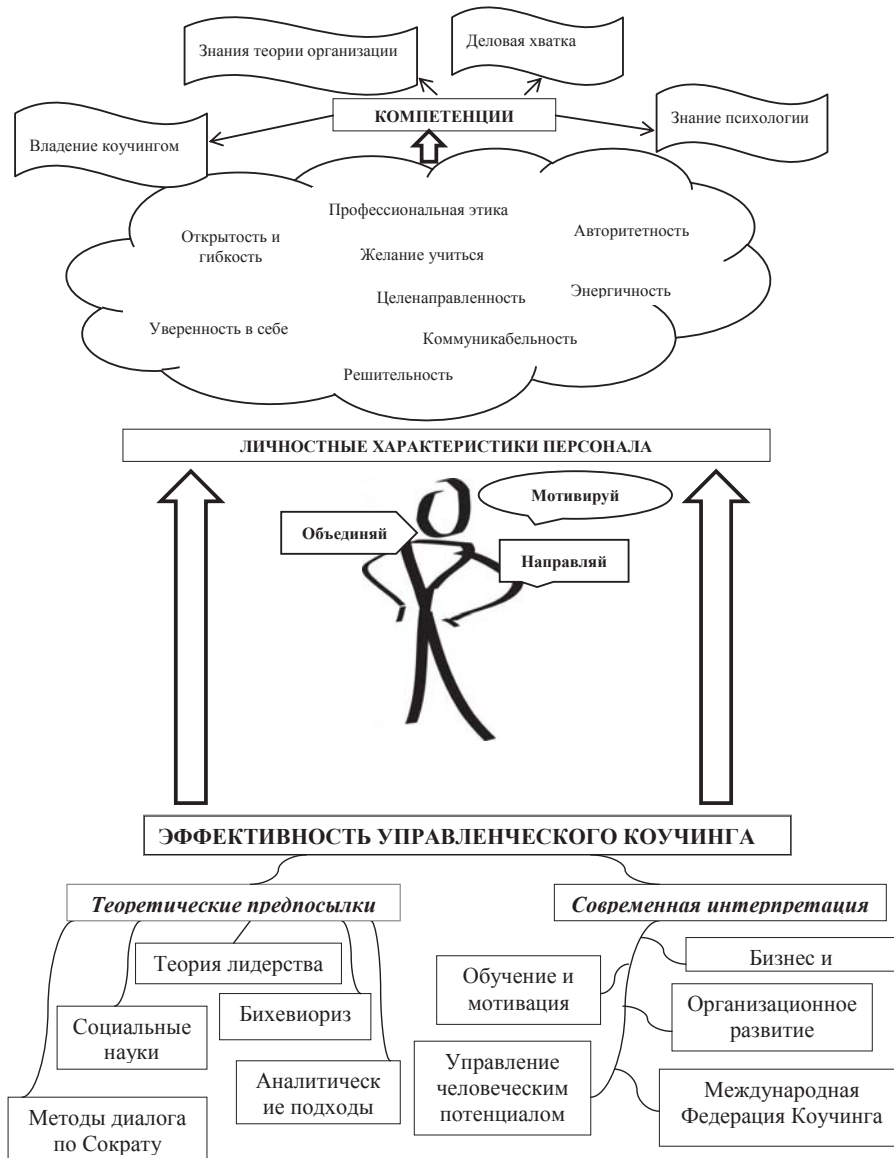 Знания теории организации
Деловая хватка
КОМПЕТЕНЦИИ
Знание психологии
Владение коучингом
Профессиональная этика
Открытость и
гибкость
Авторитетность
Желание учиться
Целенаправленность
Энергичность
Уверенность в себе
Коммуникабельность
Решительность
ЛИЧНОСТНЫЕ ХАРАКТЕРИСТИКИ ПЕРСОНАЛА
Мотивируй
Объединяй
Направляй
ЭФФЕКТИВНОСТЬ УПРАВЛЕНЧЕСКОГО КОУЧИНГА
Теоретические предпосылки
Теория лидерства
Бихевиориз
Социальные
науки
Аналитическ
ие подходы
Методы диалога
по Сократу
Современная интерпретация
Бизнес и
Обучение и
мотивация
Организационное
развитие
Управление
человеческим
потенциалом
Международная
Федерация Коучинга